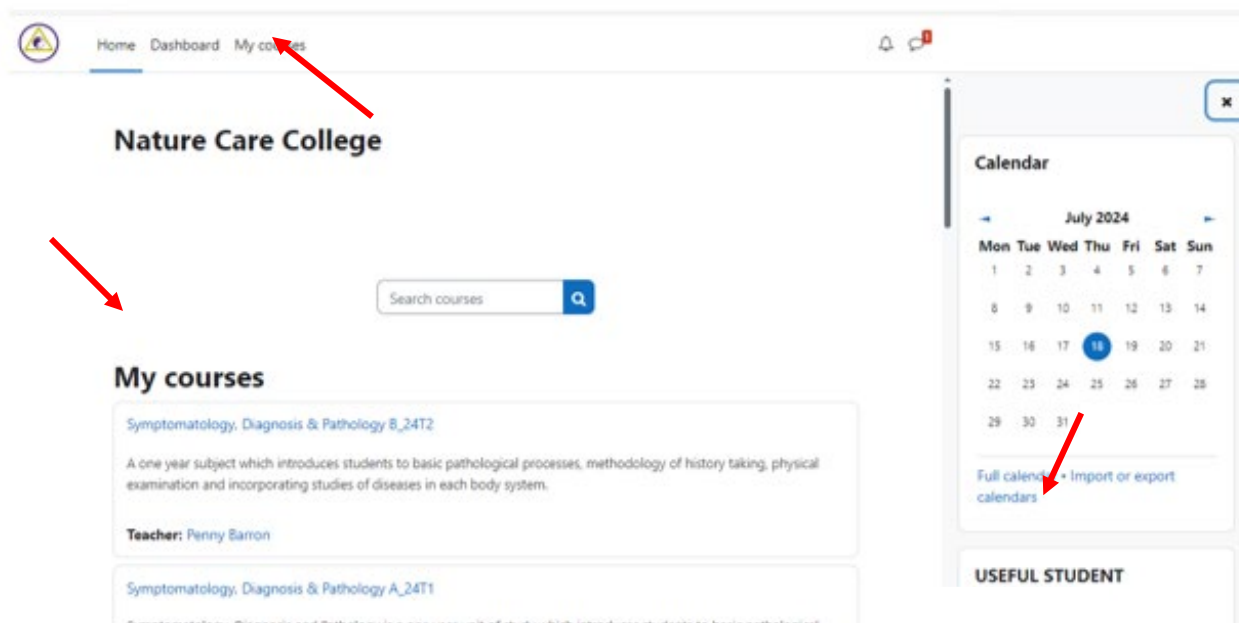 Home Dashboard My courses
1
Nature Care College
Search courses
My courses
Symptomatology, Diagnosis & Pathology B_24T2
A one year subject which introduces students to basic pathological processes, methodology of history taking, physical
examination and incorporating studies of diseases in each body system.
Teacher: Penny Barron
Symptomatology, Diagnosis & Pathology A_24T1
Calendar
July 2024
Mon Tue Wed Thu Fri Sat Sun
1 2 3 4 5 6 7
8 9 10 11 12 13 14
15 16 17 18 19 20 21
22 23 24 25 26 27 28
29 30 31
Full calendar • Import or export
calendars
USEFUL STUDENT